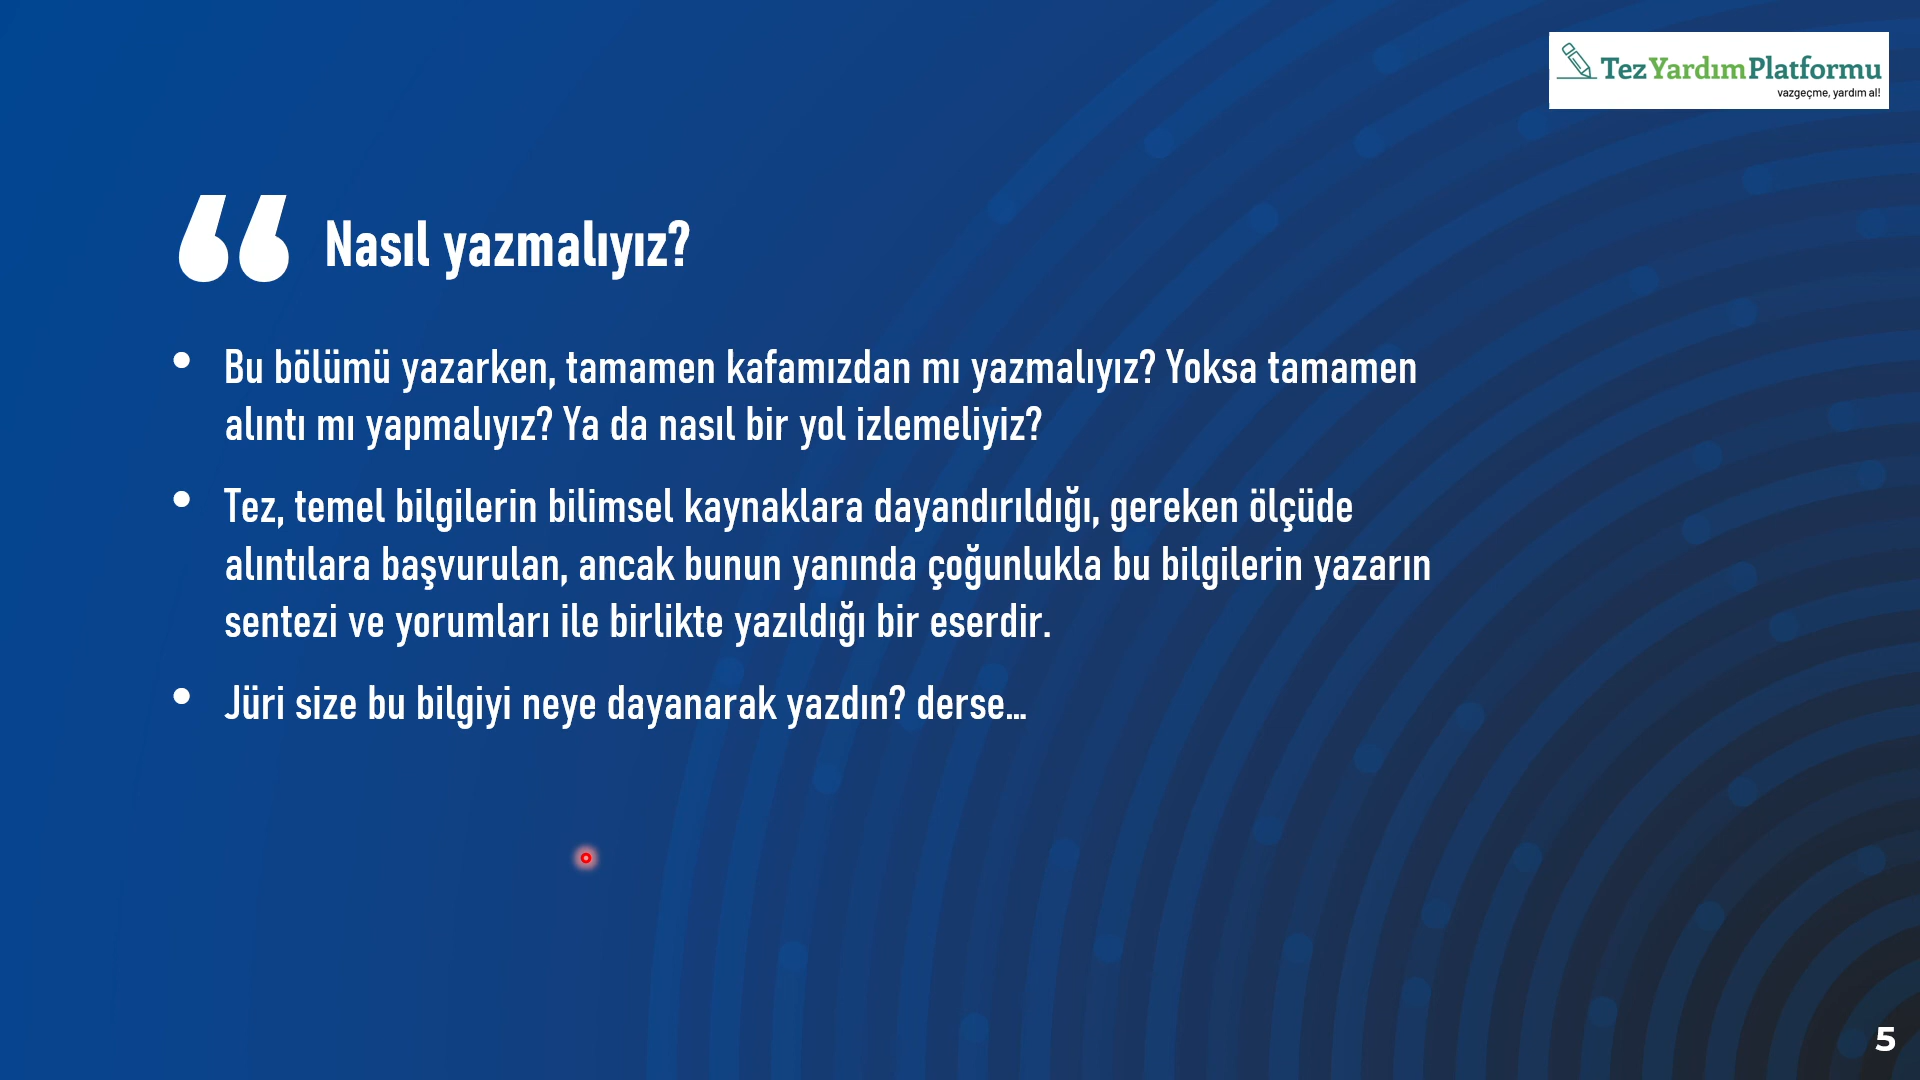 TezYardımPlatformu
vazgeçme, yardım al!
“ Nasıl yazmalıyız?
• Bu bölümü yazarken, tamamen kafamızdan mı yazmalıyız? Yoksa tamamen
alıntı mı yapmalıyız? Ya da nasıl bir yol izlemeliyiz?
• Tez, temel bilgilerin bilimsel kaynaklara dayandırıldığı, gereken ölçüde
alıntılara başvurulan, ancak bunun yanında çoğunlukla bu bilgilerin yazarın
sentezi ve yorumları ile birlikte yazıldığı bir eserdir.
• Jüri size bu bilgiyi neye dayanarak yazdın? derse…
5